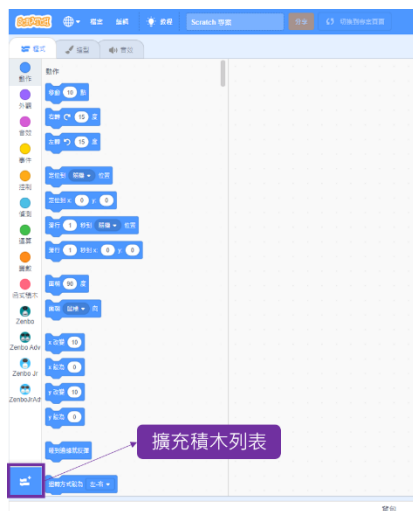 SCRATCH 檔案 編輯 教程 Scratch 專案 分享 切換到專案頁面
程式 造型 音效
動作
動作
移動 10 點
外觀
右轉 15 度
音效
左轉 15 度
事件
定位到 隨機 位置
控制
定位到 x: 0 y: 0
偵測
滑行 1 秒到 隨機 位置
運算
滑行 1 秒到 x: 0 y: 0
變數
面朝 90 度
函式積木
面朝 鼠標 向
Zenbo
x 改變 10
Zenbo Adv
x 設為 0
Zenbo Jr
y 改變 10
ZenboJrAdv
y 設為 0
碰到邊緣就反彈
擴充積木列表
迴轉方式設為 左-右
背包